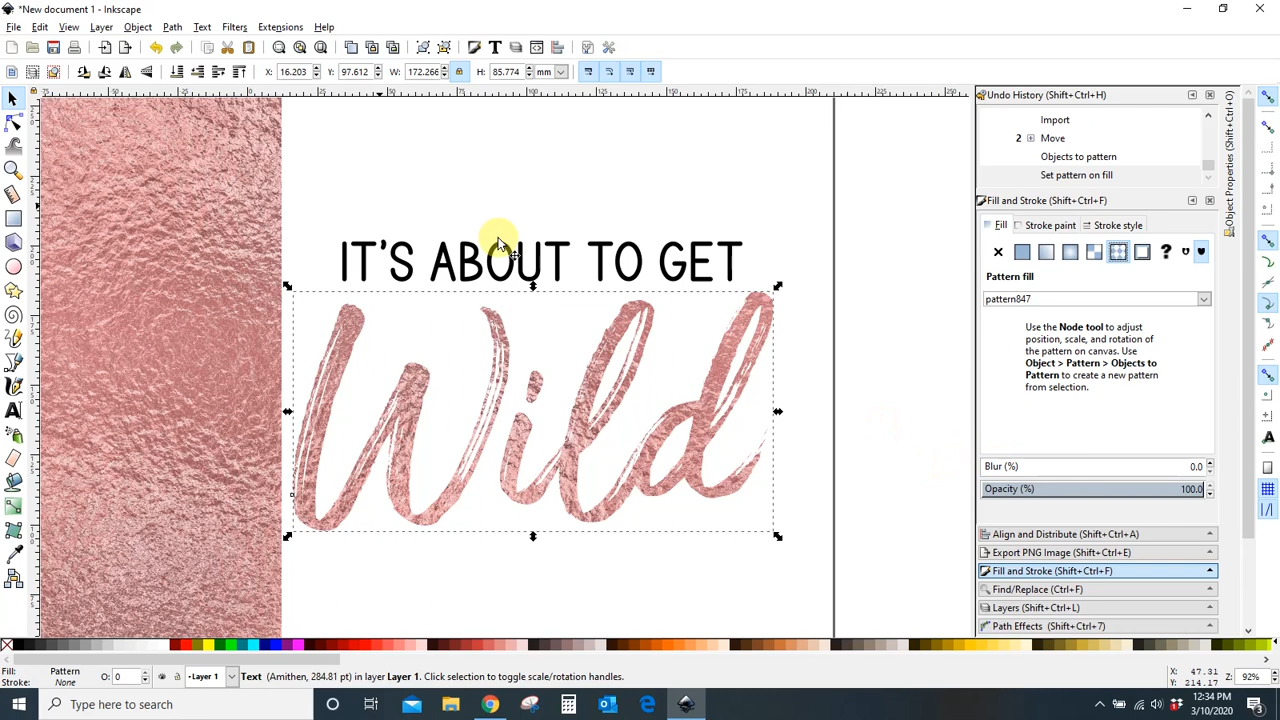 *New document 1 - Inkscape
File Edit View Layer Object Path Text Filters Extensions Help
X: 16.203 Y: 97.612 W: 172.266 H: 85.774 mm
Undo History (Shift+Ctrl+H)
Import
2 Move
Objects to pattern
Set pattern on fill
Fill and Stroke (Shift+Ctrl+F)
Fill Stroke paint Stroke style
Pattern fill
pattern847
Use the Node tool to adjust
position, scale, and rotation
of the pattern on canvas. Use
Object > Pattern > Objects to
Pattern to create a new pattern
from selection.
Blur (%) 0.0
Opacity (%) 100.0
Align and Distribute (Shift+Ctrl+A)
Export PNG Image (Shift+Ctrl+E)
Fill and Stroke (Shift+Ctrl+F)
Find/Replace (Ctrl+F)
Layers (Shift+Ctrl+L)
Path Effects (Shift+Ctrl+7)
Object Properties (Shift+Ctrl+O)
IT'S ABOUT TO GET
Wild
Fill: Pattern
Stroke: None
O: 0
Layer 1
Text (Amithen, 284.81 pt) in layer Layer 1. Click selection to toggle scale/rotation handles.
X: 47.31
Y: 214.17
Z: 92%
Type here to search
12:34 PM
3/10/2020
3